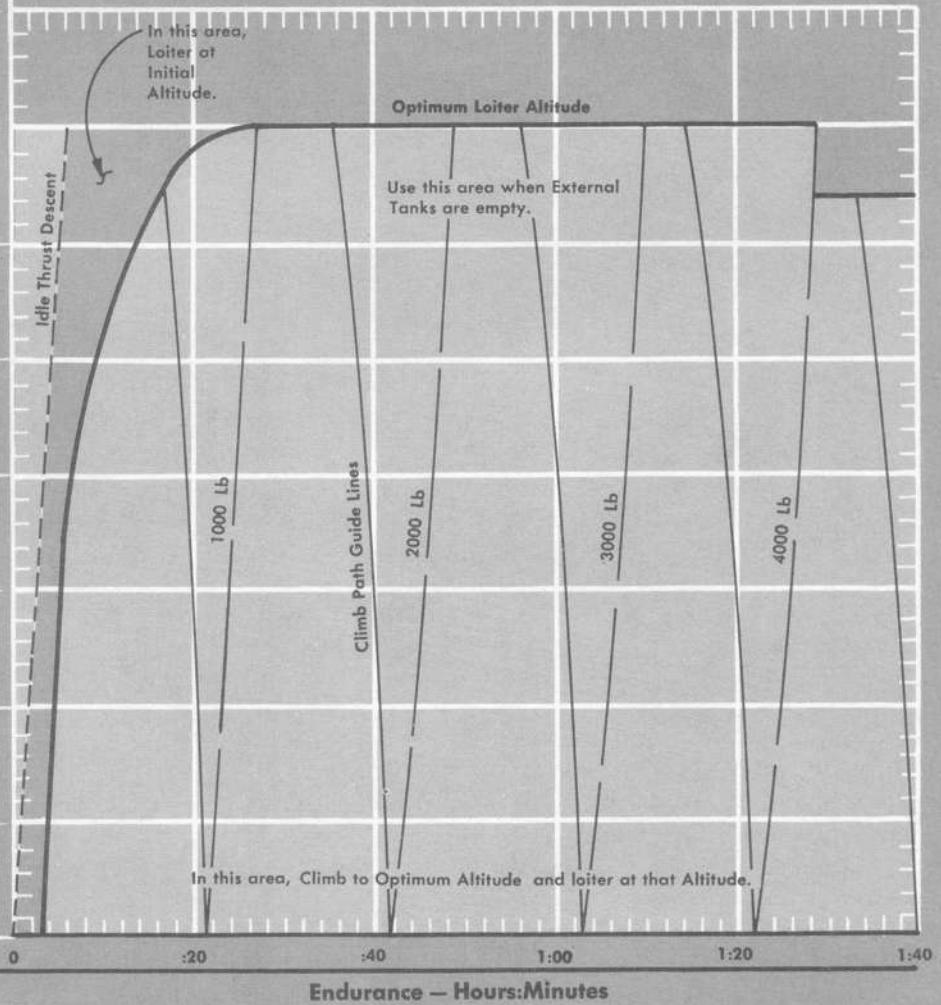 In this area,
Loiter at
Initial
Altitude.
Optimum Loiter Altitude
Use this area when External
Tanks are empty.
Idle Thrust Descent
1000 Lb
Climb Path Guide Lines
2000 Lb
3000 Lb
4000 Lb
In this area, Climb to Optimum Altitude and loiter at that Altitude.
0 :20 :40 1:00 1:20 1:40
Endurance — Hours:Minutes